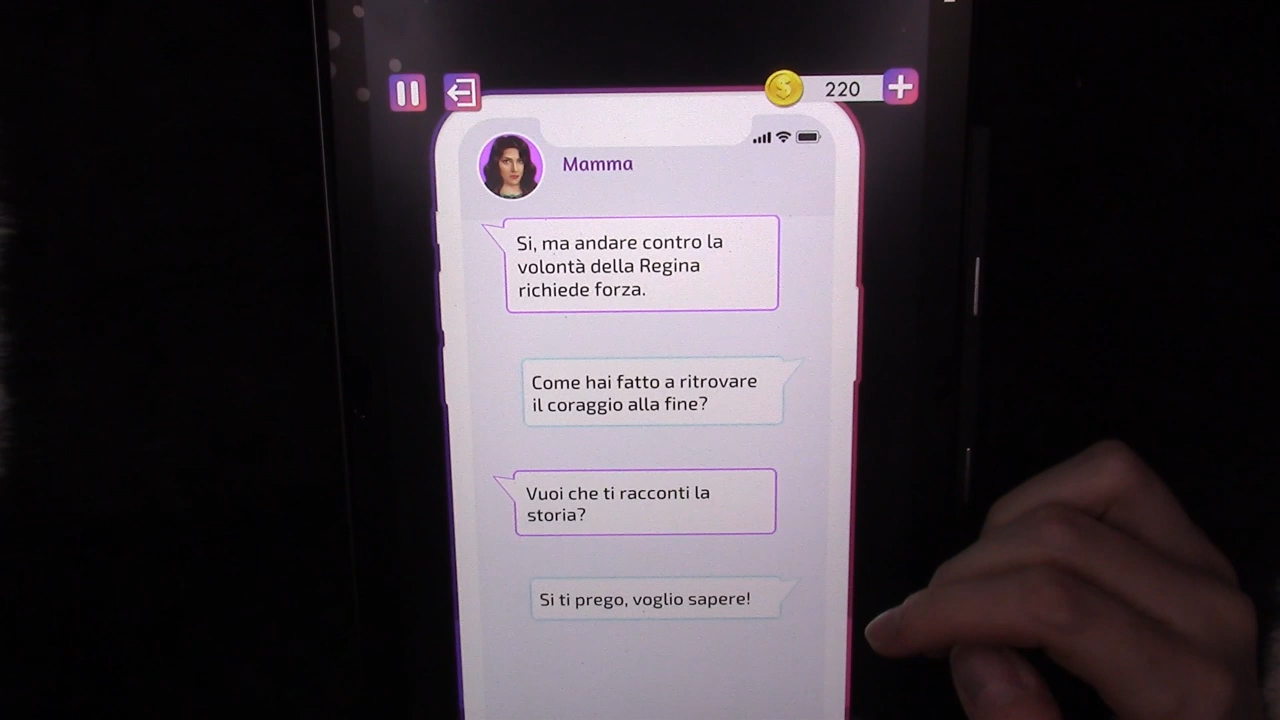 220
Mamma
Si, ma andare contro la
volontà della Regina
richiede forza.
Come hai fatto a ritrovare
il coraggio alla fine?
Vuoi che ti racconti la
storia?
Si ti prego, voglio sapere!